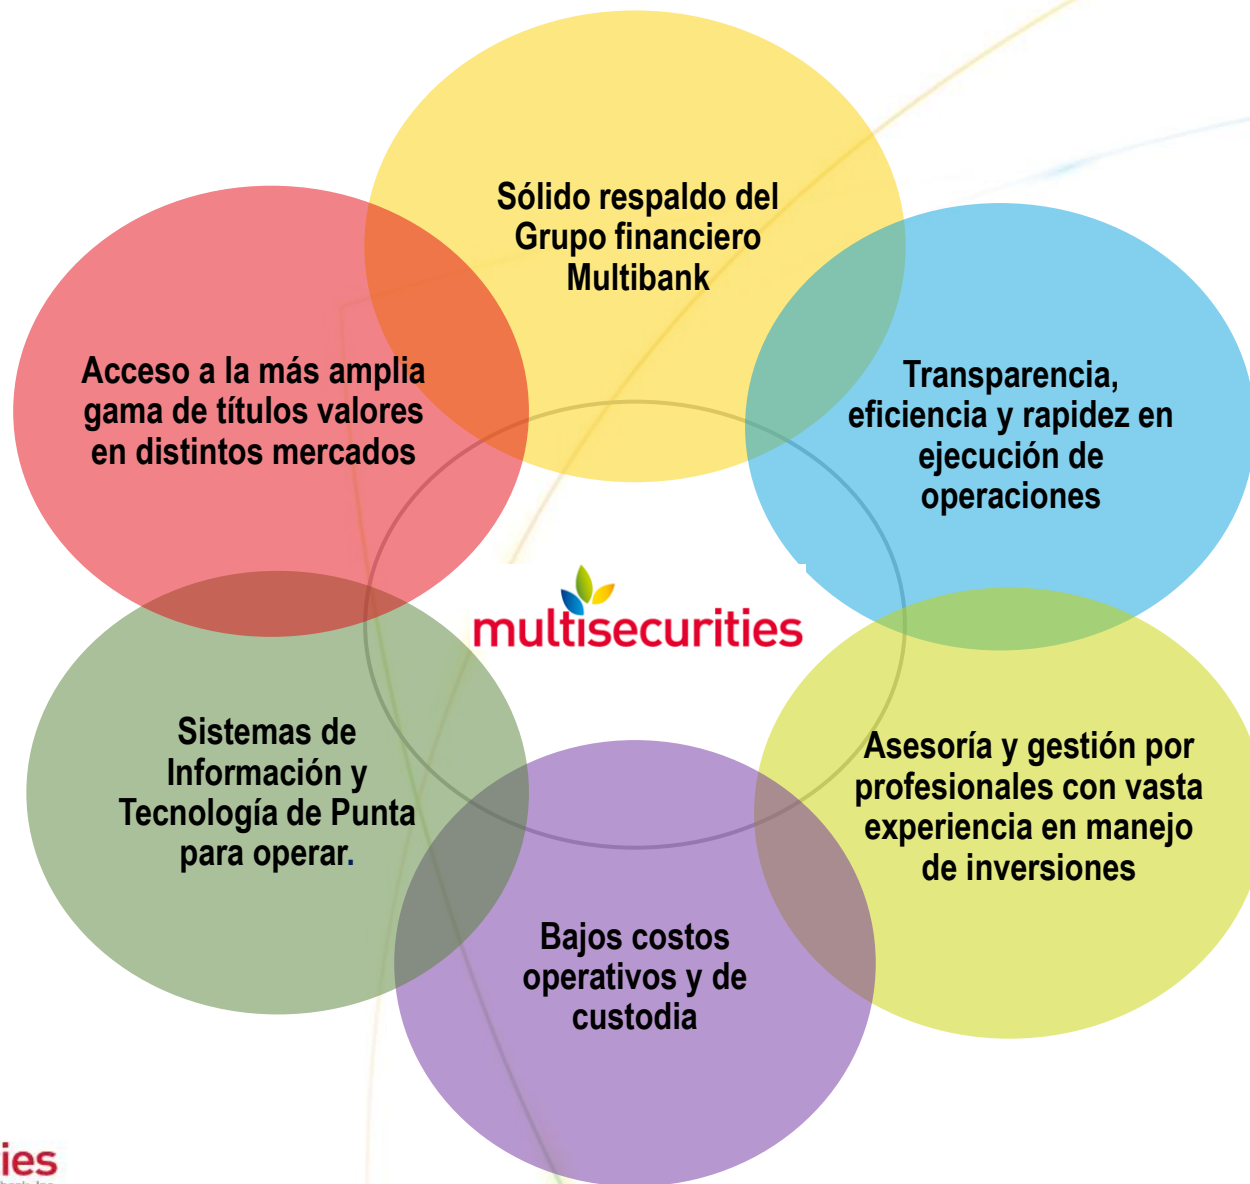 Sólido respaldo del
Grupo financiero
Multibank
Acceso a la más amplia
gama de títulos valores
en distintos mercados
Transparencia,
eficiencia y rapidez en
ejecución de
operaciones
multisecurities
Sistemas de
Información y
Tecnología de Punta
para operar.
Asesoría y gestión por
profesionales con vasta
experiencia en manejo
de inversiones
Bajos costos
operativos y de
custodia
ies